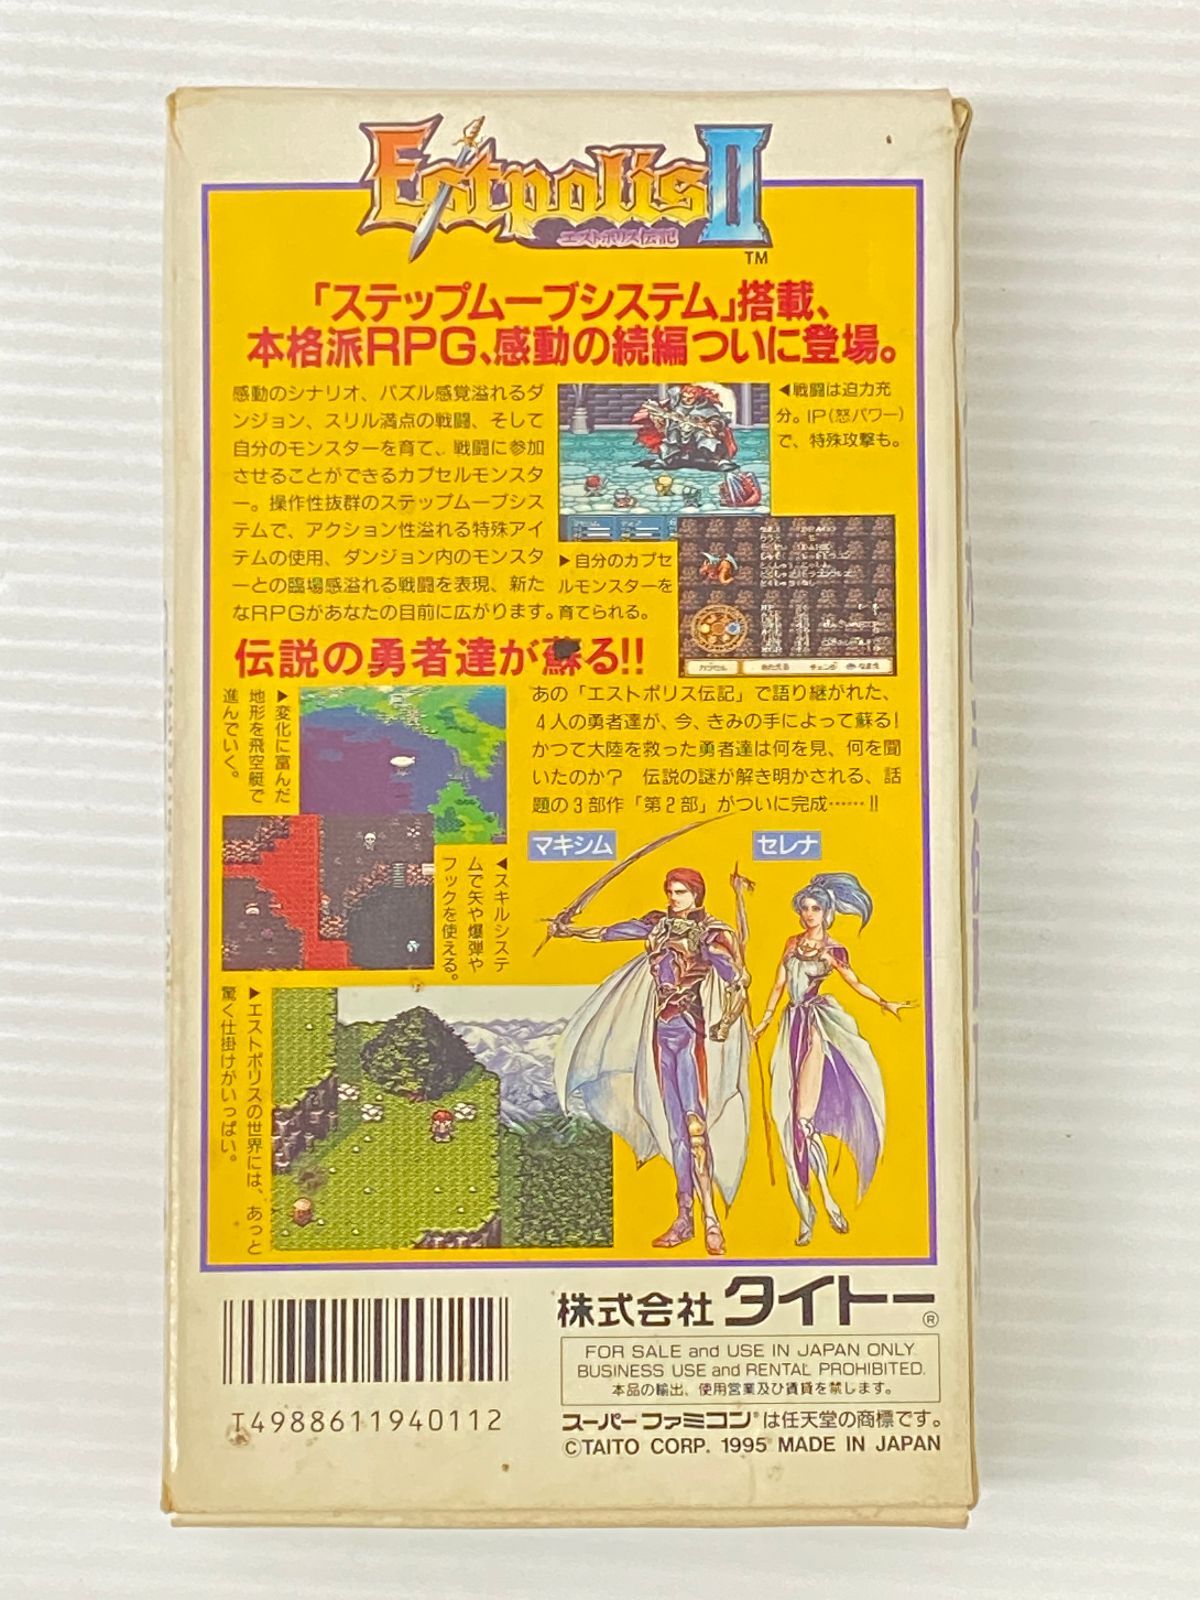 Estpolis II
エストポリス伝記
TM
「ステップムーブシステム」搭載、
本格派RPG、感動の続編ついに登場。
感動のシナリオ、パズル感覚溢れるダ
ンジョン、スリル満点の戦闘、そして
自分のモンスターを育て、戦闘に参加
させることができるカプセルモンスタ
ー。操作性抜群のステップムーブシス
テムで、アクション性溢れる特殊アイ
テムの使用、ダンジョン内のモンスタ
ーとの臨場感溢れる戦闘を表現、新た
なRPGがあなたの目前に広がります。
◀戦闘は迫力充
分。IP(怒パワー)
で、特殊攻撃も。
▶自分のカプセ
ルモンスターを
育てられる。
カプセル
チェンジ
なまえ
伝説の勇者達が蘇る!!
▶変化に富んだ
地形を飛空艇で
進んでいく。
あの「エストポリス伝記」で語り継がれた、
4人の勇者達が、今、きみの手によって蘇る!
かつて大陸を救った勇者達は何を見、何を聞
いたのか? 伝説の謎が解き明かされる、話
題の3部作「第2部」がついに完成……!!
マキシム
セレナ
◀スキルシステ
ムで矢や爆弾や
フックを使える。
▶エストポリスの世界には、あっと
驚く仕掛けがいっぱい。
T4988611940112
株式会社 タイトー®
FOR SALE and USE IN JAPAN ONLY.
BUSINESS USE and RENTAL PROHIBITED.
本品の輸出、使用営業及び賃貸を禁じます。
スーパーファミコン®は任天堂の商標です。
©TAITO CORP. 1995 MADE IN JAPAN